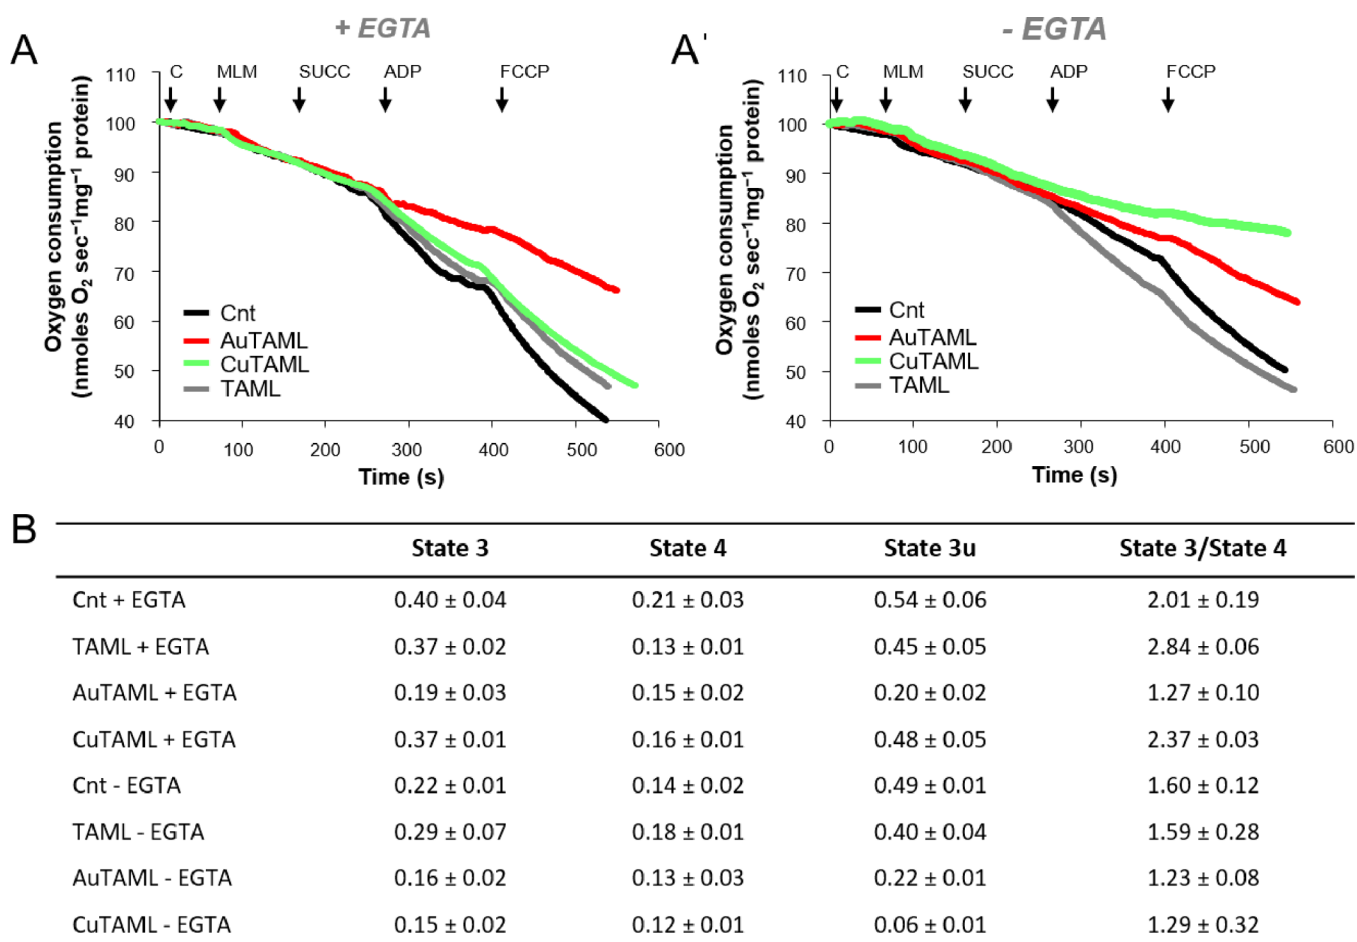 + EGTA
- EGTA
A
A'
C MLM SUCC ADP FCCP
C MLM SUCC ADP FCCP
Oxygen consumption
(nmoles O₂ sec⁻¹mg⁻¹ protein)
110
100
90
80
70
60
50
40
Cnt
AuTAML
CuTAML
TAML
0 100 200 300 400 500 600
Time (s)
Oxygen consumption
(nmoles O₂ sec⁻¹mg⁻¹ protein)
110
100
90
80
70
60
50
40
Cnt
AuTAML
CuTAML
TAML
0 100 200 300 400 500 600
Time (s)
B
State 3 State 4 State 3u State 3/State 4
Cnt + EGTA 0.40 ± 0.04 0.21 ± 0.03 0.54 ± 0.06 2.01 ± 0.19
TAML + EGTA 0.37 ± 0.02 0.13 ± 0.01 0.45 ± 0.05 2.84 ± 0.06
AuTAML + EGTA 0.19 ± 0.03 0.15 ± 0.02 0.20 ± 0.02 1.27 ± 0.10
CuTAML + EGTA 0.37 ± 0.01 0.16 ± 0.01 0.48 ± 0.05 2.37 ± 0.03
Cnt - EGTA 0.22 ± 0.01 0.14 ± 0.02 0.49 ± 0.01 1.60 ± 0.12
TAML - EGTA 0.29 ± 0.07 0.18 ± 0.01 0.40 ± 0.04 1.59 ± 0.28
AuTAML - EGTA 0.16 ± 0.02 0.13 ± 0.03 0.22 ± 0.01 1.23 ± 0.08
CuTAML - EGTA 0.15 ± 0.02 0.12 ± 0.01 0.06 ± 0.01 1.29 ± 0.32